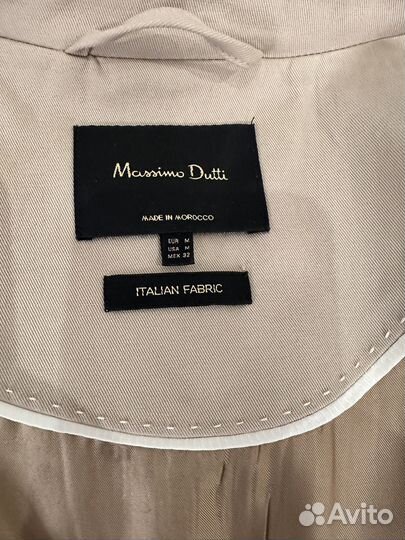 Massimo Dutti
MADE IN MOROCCO
EUR M
USA M
MEX 32
ITALIAN FABRIC
Avito